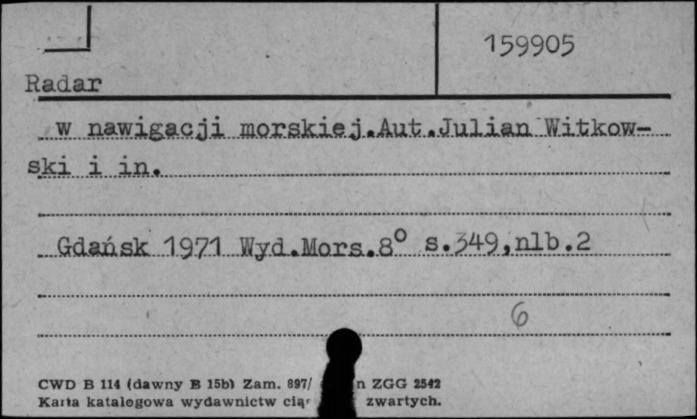 159905
Radar
w nawigacji morskiej.Aut.Julian Witkow-
ski i in.
Gdańsk 1971 Wyd.Mors.8° s.349,nlb.2
6
CWD B 114 (dawny B 15b) Zam. 897/ n ZGG 2542
Karta katalogowa wydawnictw zwartych.